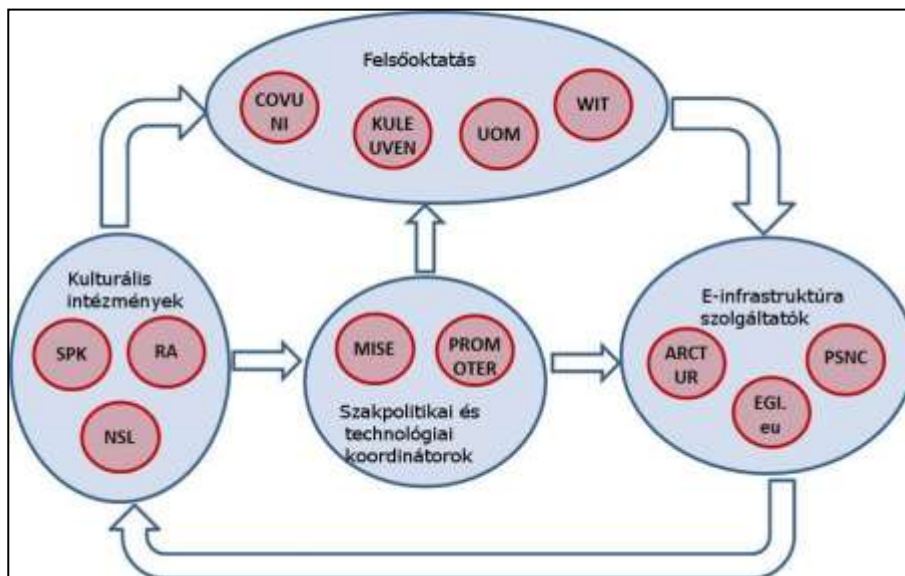 Felsőoktatás
COVU
NI
KULE
UVEN
UOM
WIT
Kulturális
intézmények
SPK
RA
NSL
MISE
PROM
OTER
Szakpolitikai és
technológiai
koordinátorok
E-infrastruktúra
szolgáltatók
ARCT
UR
PSNC
EGI.
eu